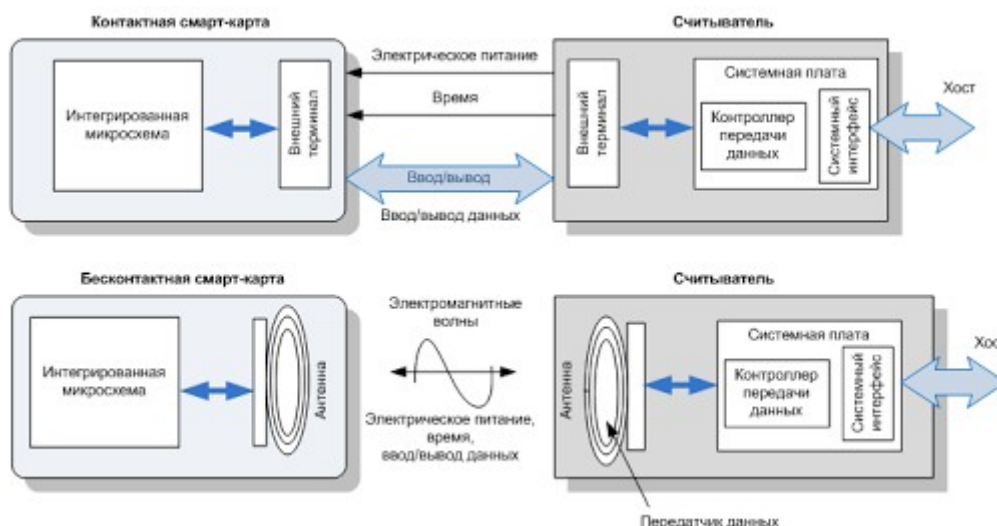 Контактная смарт-карта
Считыватель
Электрическое питание
Системная плата
Интегрированная
микросхема
Внешний
терминал
Время
Внешний
терминал
Контроллер
передачи
данных
Системный
интерфейс
Хост
Ввод/вывод
Ввод/вывод данных
Бесконтактная смарт-карта
Считыватель
Электромагнитные
волны
Системная плата
Интегрированная
микросхема
Антенна
Антенна
Контроллер
передачи
данных
Системный
интерфейс
Хос
Электрическое питание,
время,
ввод/вывод данных
Передатчик данных